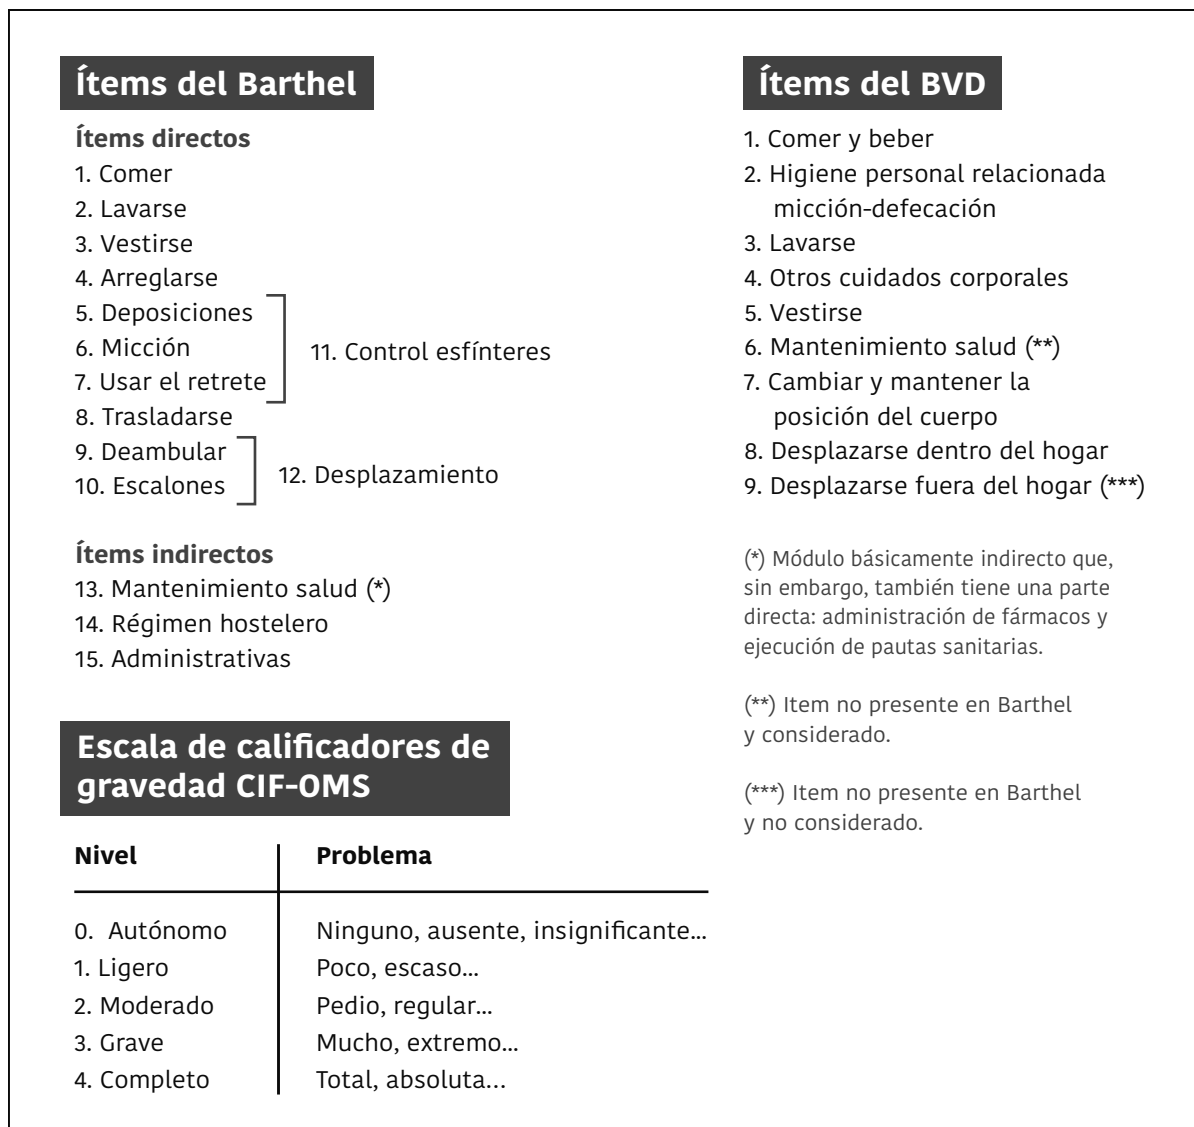 Ítems del Barthel
Ítems directos
1. Comer
2. Lavarse
3. Vestirse
4. Arreglarse
5. Deposiciones
6. Micción
7. Usar el retrete
11. Control esfínteres
8. Trasladarse
9. Deambular
10. Escalones
12. Desplazamiento
Ítems indirectos
13. Mantenimiento salud (*)
14. Régimen hostelero
15. Administrativas
Escala de calificadores de
gravedad CIF-OMS
Nivel Problema
0. Autónomo Ninguno, ausente, insignificante...
1. Ligero Poco, escaso...
2. Moderado Pedio, regular...
3. Grave Mucho, extremo...
4. Completo Total, absoluta...
Ítems del BVD
1. Comer y beber
2. Higiene personal relacionada
micción-defecación
3. Lavarse
4. Otros cuidados corporales
5. Vestirse
6. Mantenimiento salud (**)
7. Cambiar y mantener la
posición del cuerpo
8. Desplazarse dentro del hogar
9. Desplazarse fuera del hogar (***)
(*) Módulo básicamente indirecto que,
sin embargo, también tiene una parte
directa: administración de fármacos y
ejecución de pautas sanitarias.
(**) Item no presente en Barthel
y considerado.
(***) Item no presente en Barthel
y no considerado.